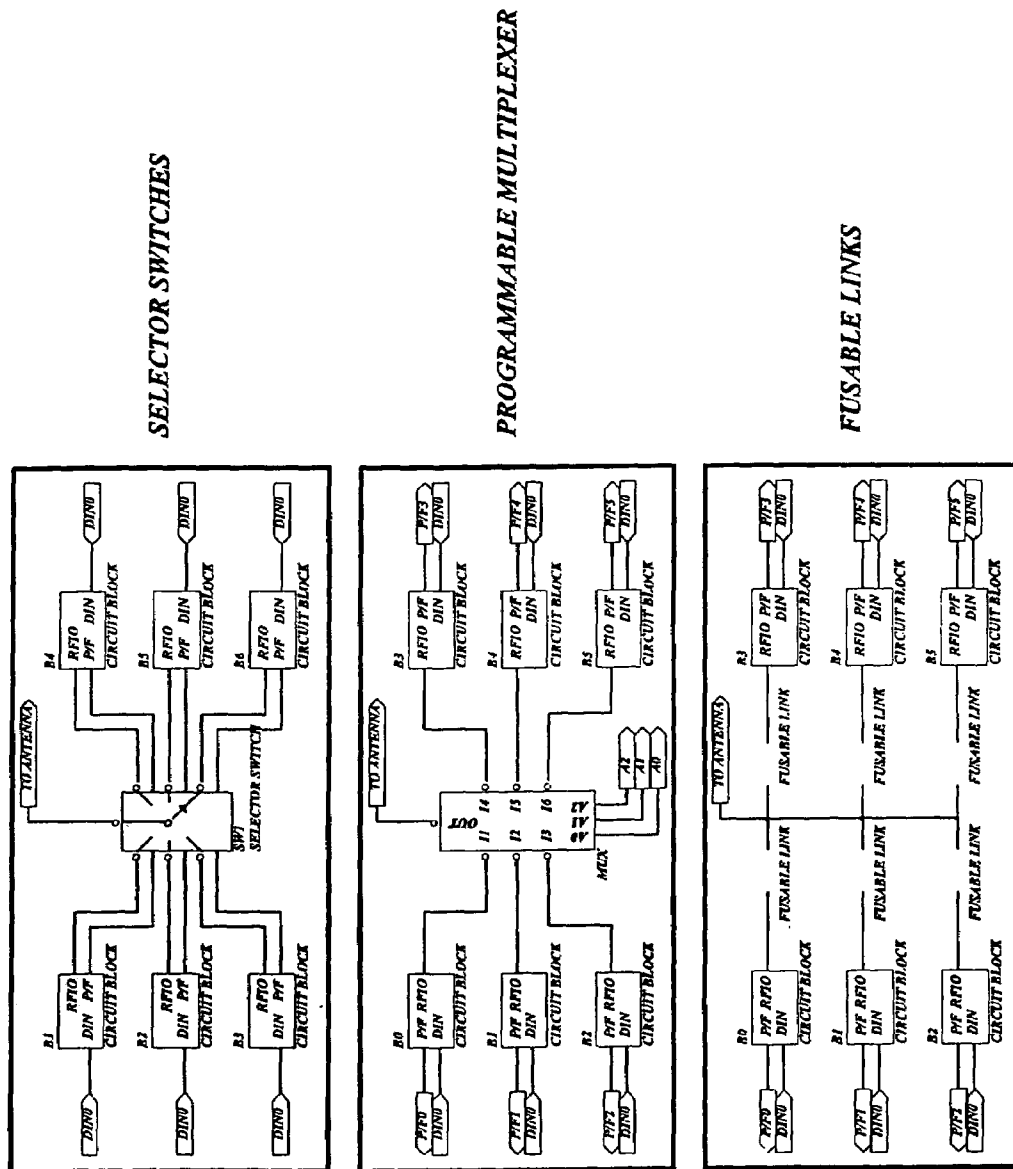 SELECTOR SWITCHES
TO ANTENNA
B1
RFIO
DIN P/F
CIRCUIT BLOCK
DIN0
B2
RFIO
DIN P/F
CIRCUIT BLOCK
DIN0
B3
RFIO
DIN P/F
CIRCUIT BLOCK
DIN0
SW1
SELECTOR SWITCH
B4
RFIO
P/F DIN
CIRCUIT BLOCK
DIN0
B5
RFIO
P/F DIN
CIRCUIT BLOCK
DIN0
B6
RFIO
P/F DIN
CIRCUIT BLOCK
DIN0
PROGRAMMABLE MULTIPLEXER
TO ANTENNA
B0
P/F RFIO
DIN
CIRCUIT BLOCK
P/F0
DIN0
B1
P/F RFIO
DIN
CIRCUIT BLOCK
P/F1
DIN0
B2
P/F RFIO
DIN
CIRCUIT BLOCK
P/F2
DIN0
OUT
I1 I4
I2 I5
I3 I6
A0 A1 A2
MUX
A2
A1
A0
B3
RFIO P/F
DIN
CIRCUIT BLOCK
P/F3
DIN0
B4
RFIO P/F
DIN
CIRCUIT BLOCK
P/F4
DIN0
B5
RFIO P/F
DIN
CIRCUIT BLOCK
P/F5
DIN0
FUSABLE LINKS
TO ANTENNA
B0
P/F RFIO
DIN
CIRCUIT BLOCK
P/F0
DIN0
FUSABLE LINK
B1
P/F RFIO
DIN
CIRCUIT BLOCK
P/F1
DIN0
FUSABLE LINK
B2
P/F RFIO
DIN
CIRCUIT BLOCK
P/F2
DIN0
FUSABLE LINK
B3
RFIO P/F
DIN
CIRCUIT BLOCK
P/F3
DIN0
FUSABLE LINK
B4
RFIO P/F
DIN
CIRCUIT BLOCK
P/F4
DIN0
FUSABLE LINK
B5
RFIO P/F
DIN
CIRCUIT BLOCK
P/F5
DIN0
FUSABLE LINK